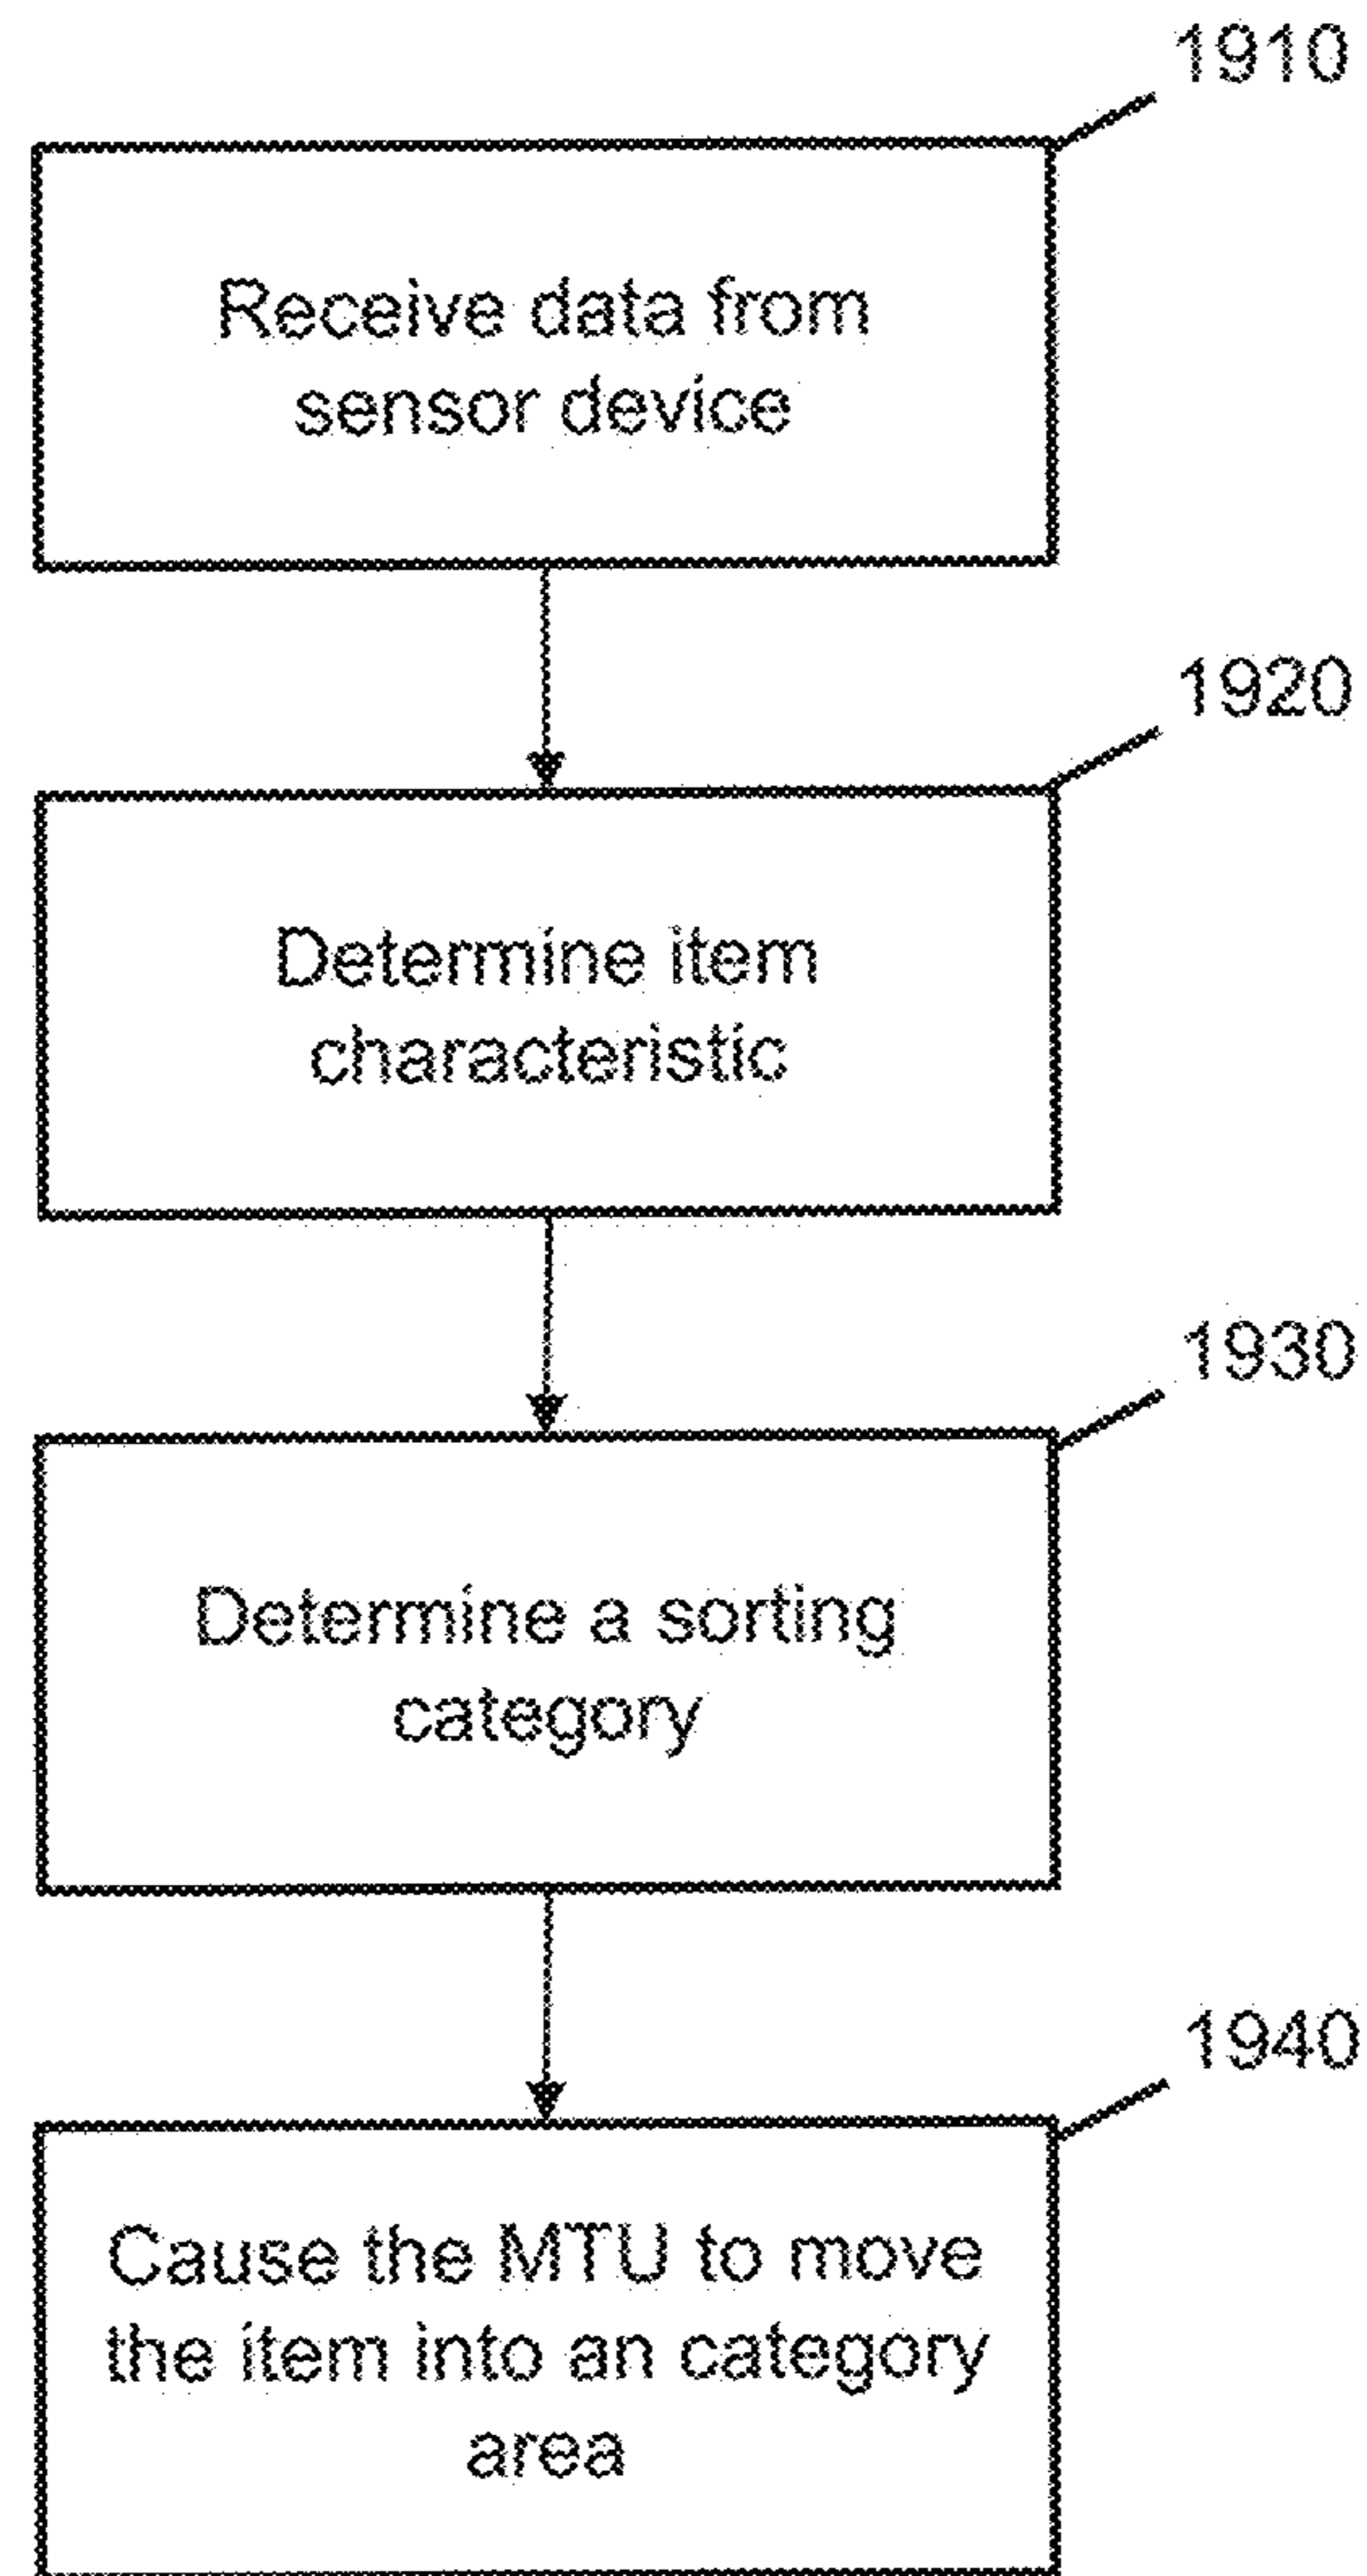 1910
Receive data from
sensor device
1920
Determine item
characteristic
1930
Determine a sorting
category
1940
Cause the MTU to move
the item into an category
area